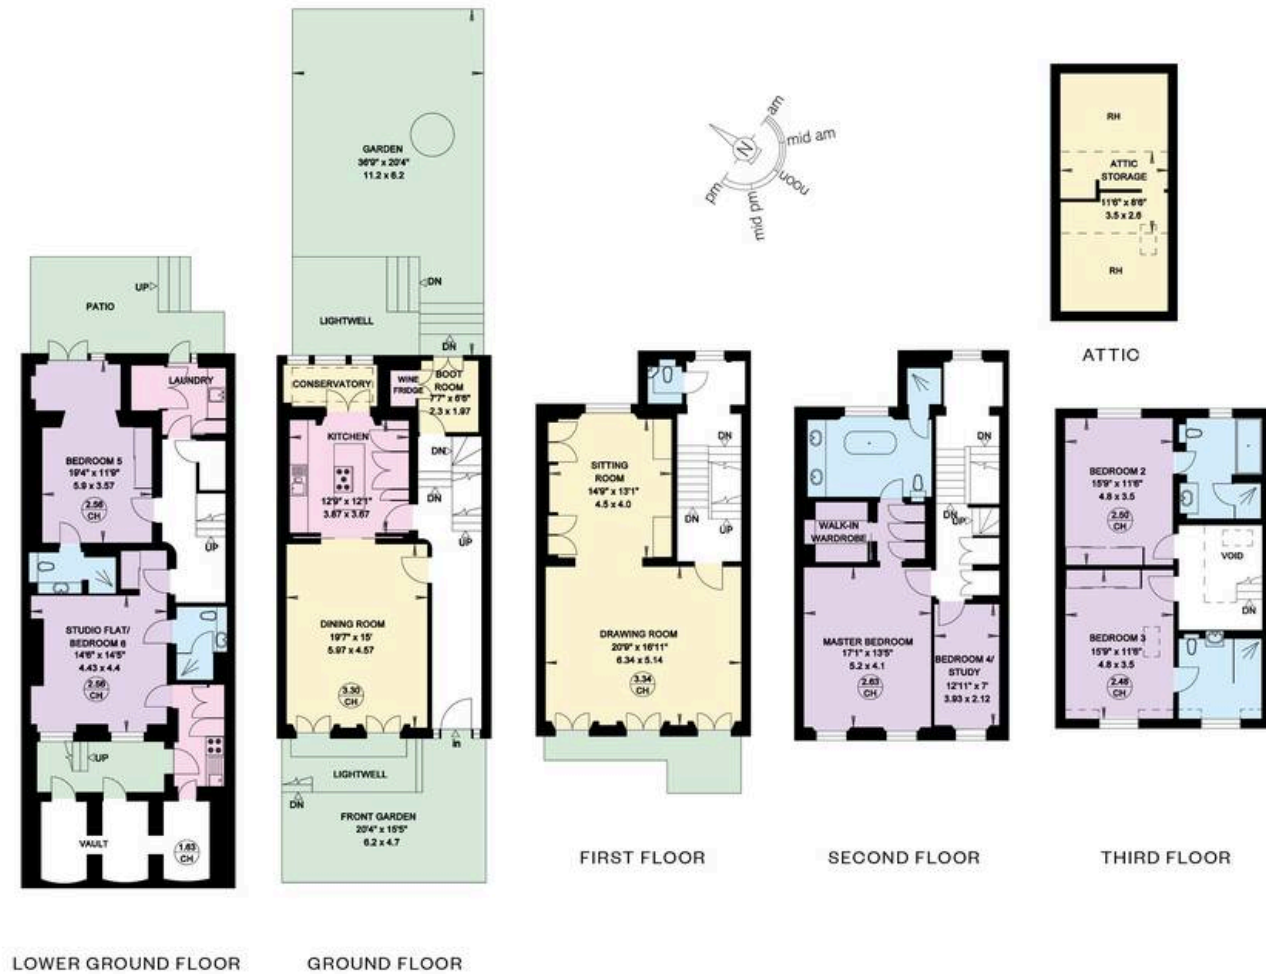 GARDEN
36'9" x 20'4"
11.2 x 6.2
DN
LIGHTWELL
DN
am
mid am
noon
mid pm
pm
N
RH
ATTIC
STORAGE
11'6" x 8'6"
3.5 x 2.6
RH
ATTIC
UP
PATIO
LAUNDRY
BEDROOM 5
19'4" x 11'9"
5.9 x 3.57
2.56
CH
UP
STUDIO FLAT/
BEDROOM 6
14'6" x 14'5"
4.43 x 4.4
2.56
CH
UP
VAULT
1.63
CH
LOWER GROUND FLOOR
CONSERVATORY
WINE
FRIDGE
BOOT
ROOM
7'7" x 6'6"
2.3 x 1.97
KITCHEN
12'9" x 12'1"
3.87 x 3.67
DN
DN
UP
DINING ROOM
19'7" x 15'
5.97 x 4.57
3.30
CH
In
LIGHTWELL
DN
FRONT GARDEN
20'4" x 15'5"
6.2 x 4.7
GROUND FLOOR
SITTING
ROOM
14'9" x 13'1"
4.5 x 4.0
DN
DN
UP
DRAWING ROOM
20'9" x 16'11"
6.34 x 5.14
3.34
CH
FIRST FLOOR
DN
DN
UP
WALK-IN
WARDROBE
MASTER BEDROOM
17'1" x 13'5"
5.2 x 4.1
2.63
CH
BEDROOM 4/
STUDY
12'11" x 7'
3.93 x 2.12
SECOND FLOOR
BEDROOM 2
15'9" x 11'6"
4.8 x 3.5
2.50
CH
VOID
DN
BEDROOM 3
15'9" x 11'6"
4.8 x 3.5
2.48
CH
THIRD FLOOR